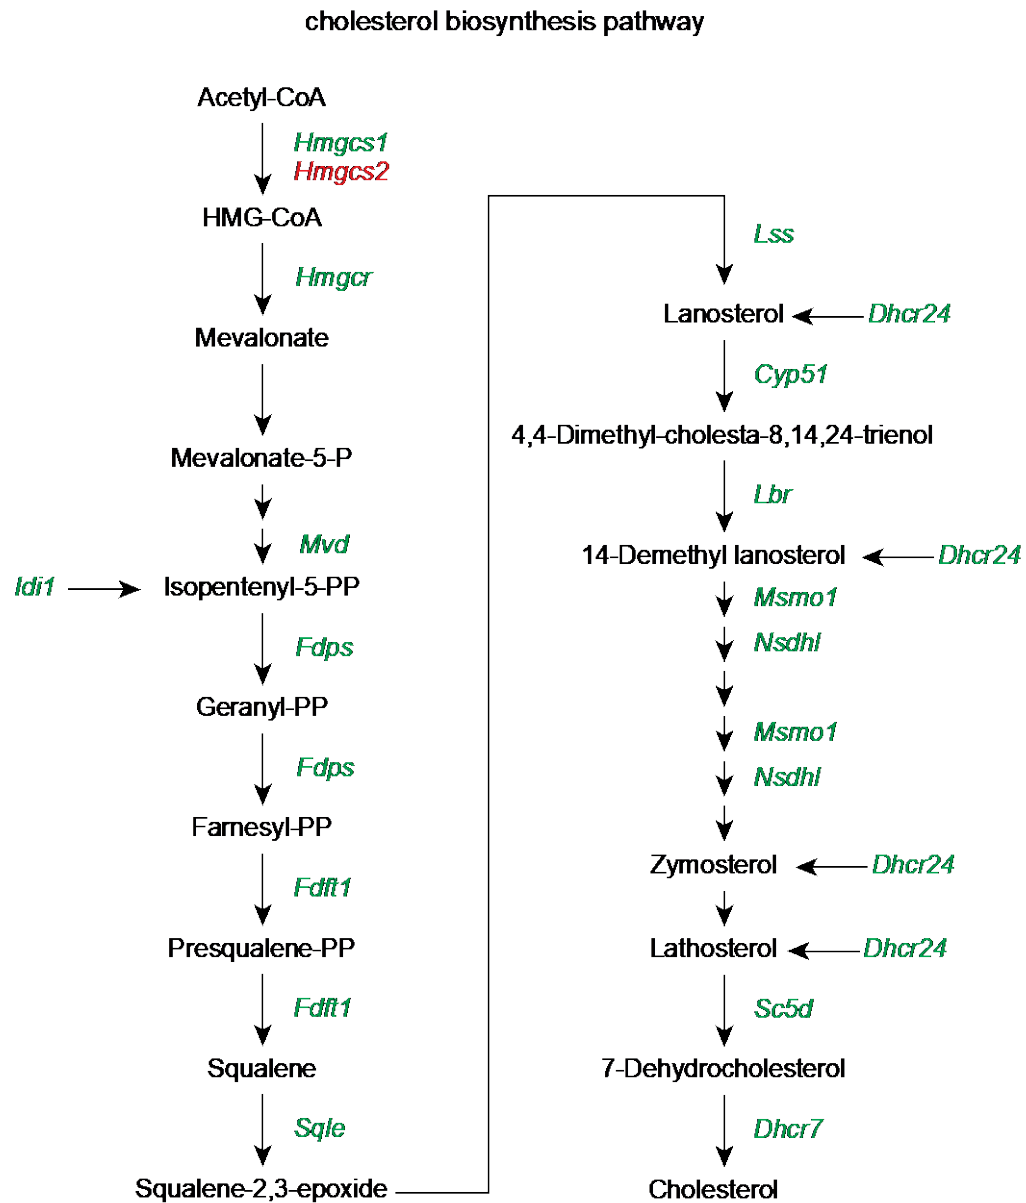 cholesterol biosynthesis pathway
Acetyl-CoA
Hmgcs1
Hmgcs2
HMG-CoA
Hmgcr
Mevalonate
Mevalonate-5-P
Mvd
Idi1
Isopentenyl-5-PP
Fdps
Geranyl-PP
Fdps
Farnesyl-PP
Fdft1
Presqualene-PP
Fdft1
Squalene
Sqle
Squalene-2,3-epoxide
Lss
Lanosterol
Dhcr24
Cyp51
4,4-Dimethyl-cholesta-8,14,24-trienol
Lbr
14-Demethyl lanosterol
Dhcr24
Msmo1
Nsdhl
Msmo1
Nsdhl
Zymosterol
Dhcr24
Lathosterol
Dhcr24
Sc5d
7-Dehydrocholesterol
Dhcr7
Cholesterol